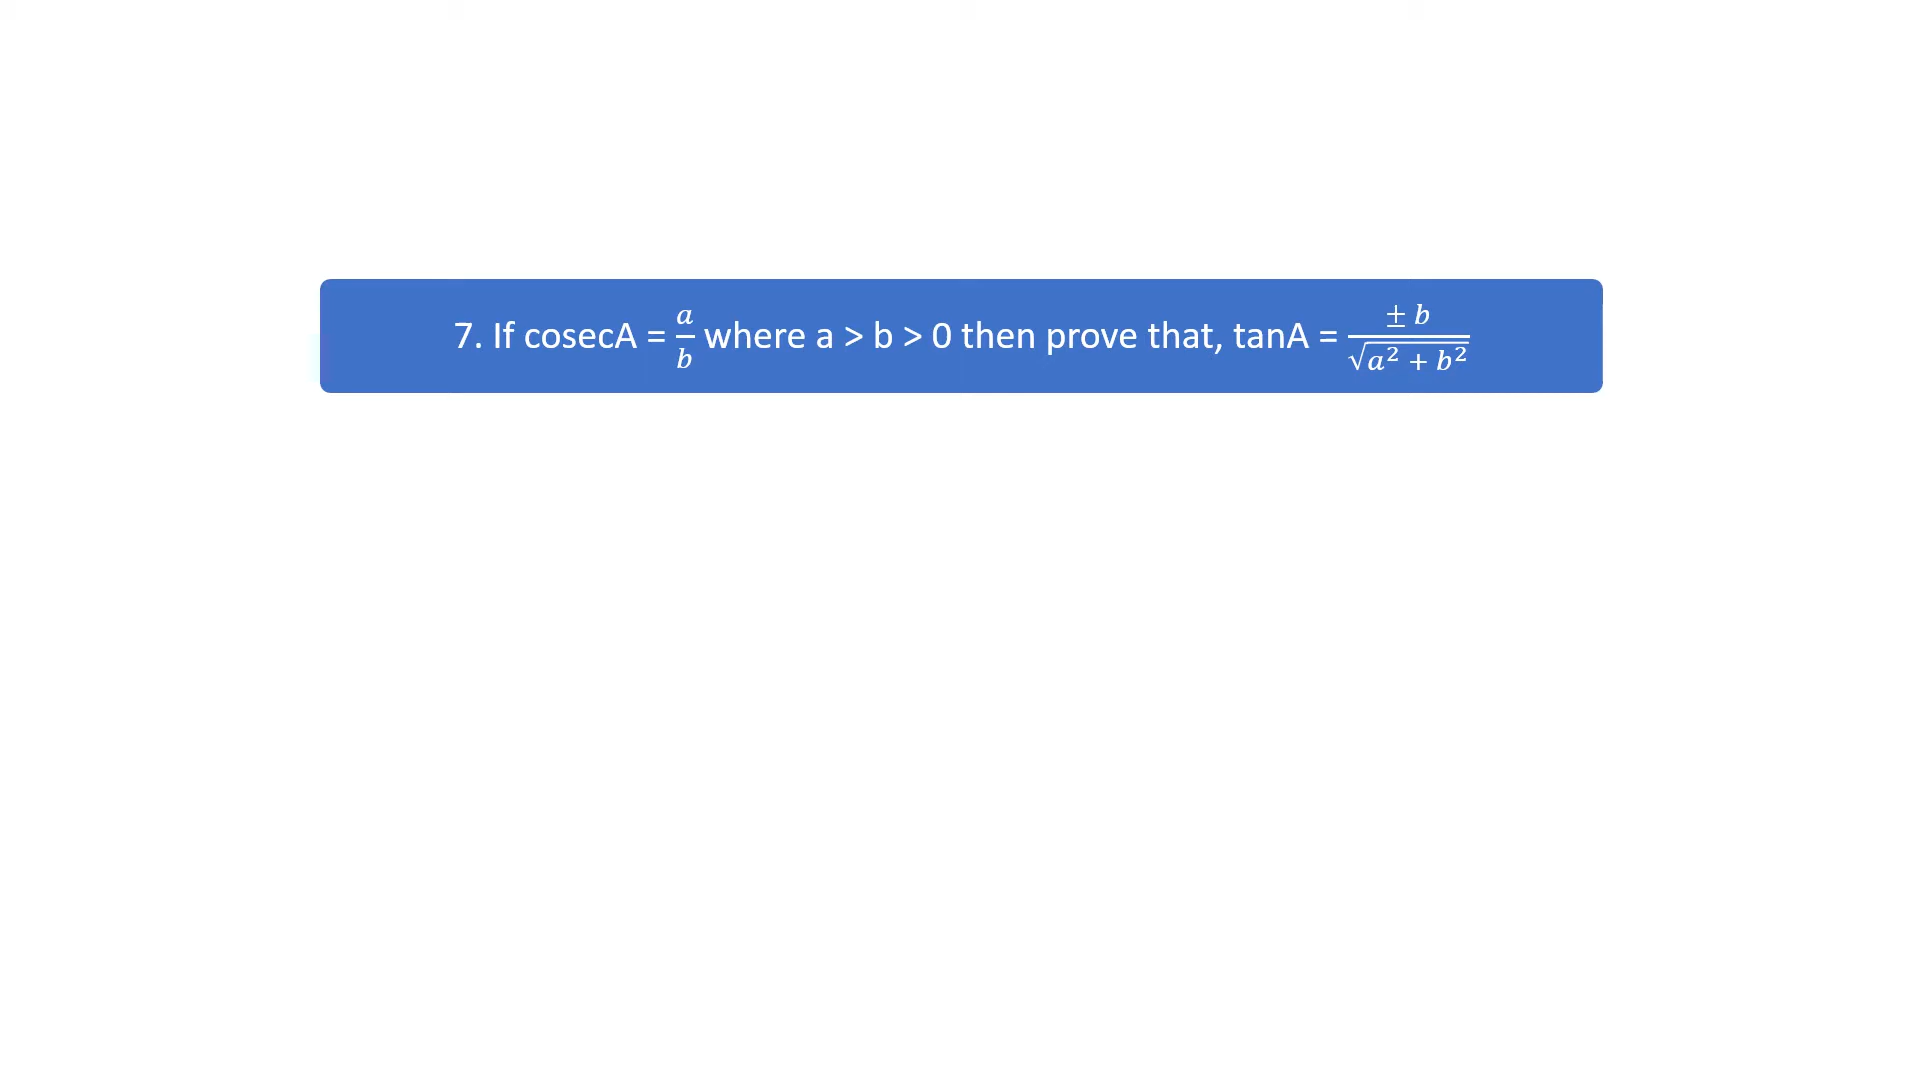 7. If cosecA = a/b where a > b > 0 then prove that, tanA = ± b/√(a² + b²)